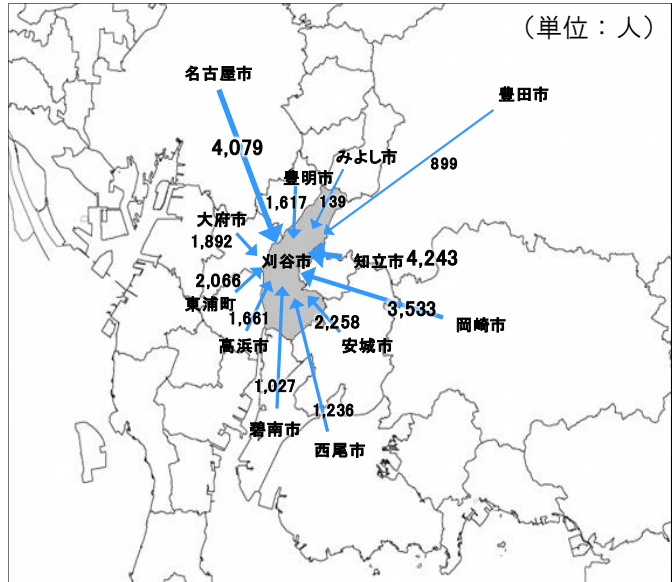 （単位：人）
名古屋市
豊田市
4,079
みよし市
899
豊明市
1,617
139
大府市
1,892
刈谷市
知立市
4,243
2,066
東浦町
3,533
1,661
2,258
岡崎市
高浜市
安城市
1,027
1,236
碧南市
西尾市